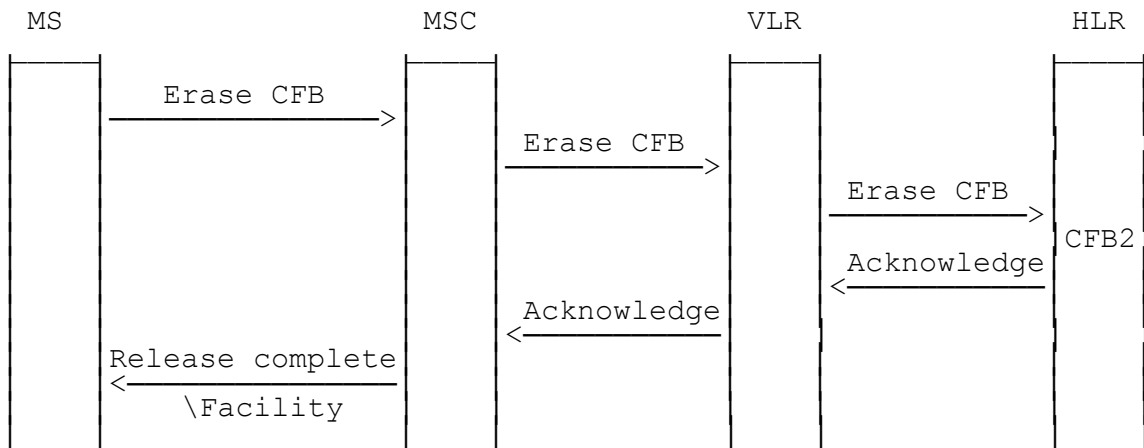 MS MSC VLR HLR
Erase CFB
Erase CFB
Erase CFB
CFB2
Acknowledge
Acknowledge
Release complete
\Facility